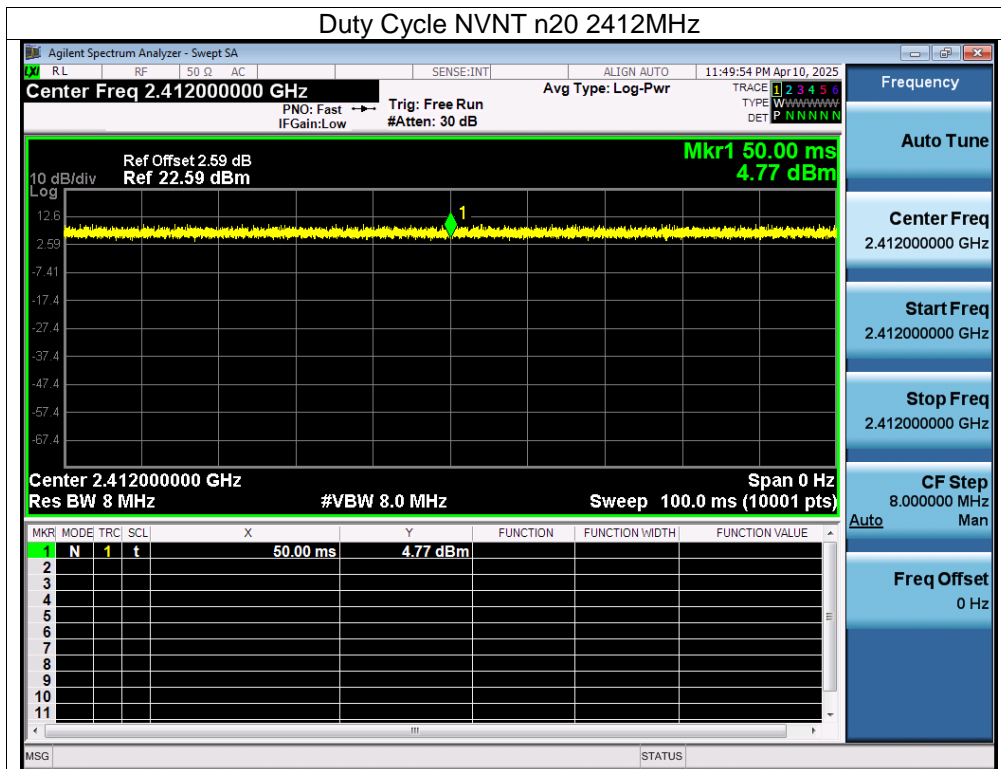 Duty Cycle NVNT n20 2412MHz
Agilent Spectrum Analyzer - Swept SA
LXI RL RF 50 Ω AC SENSE:INT ALIGN AUTO 11:49:54 PM Apr 10, 2025
Center Freq 2.412000000 GHz
PNO: Fast
IFGain:Low
Trig: Free Run
#Atten: 30 dB
Avg Type: Log-Pwr
TRACE 1 2 3 4 5 6
TYPE WWWWWW
DET P N N N N N
Mkr1 50.00 ms
4.77 dBm
Ref Offset 2.59 dB
10 dB/div Ref 22.59 dBm
Log
12.6
2.59
-7.41
-17.4
-27.4
-37.4
-47.4
-57.4
-67.4
1
Center 2.412000000 GHz Span 0 Hz
Res BW 8 MHz #VBW 8.0 MHz Sweep 100.0 ms (10001 pts)
MKR MODE TRC SCL X Y FUNCTION FUNCTION WIDTH FUNCTION VALUE
1 N 1 t 50.00 ms 4.77 dBm
2
3
4
5
6
7
8
9
10
11
MSG STATUS
Frequency
Auto Tune
Center Freq
2.412000000 GHz
Start Freq
2.412000000 GHz
Stop Freq
2.412000000 GHz
CF Step
8.000000 MHz
Auto Man
Freq Offset
0 Hz